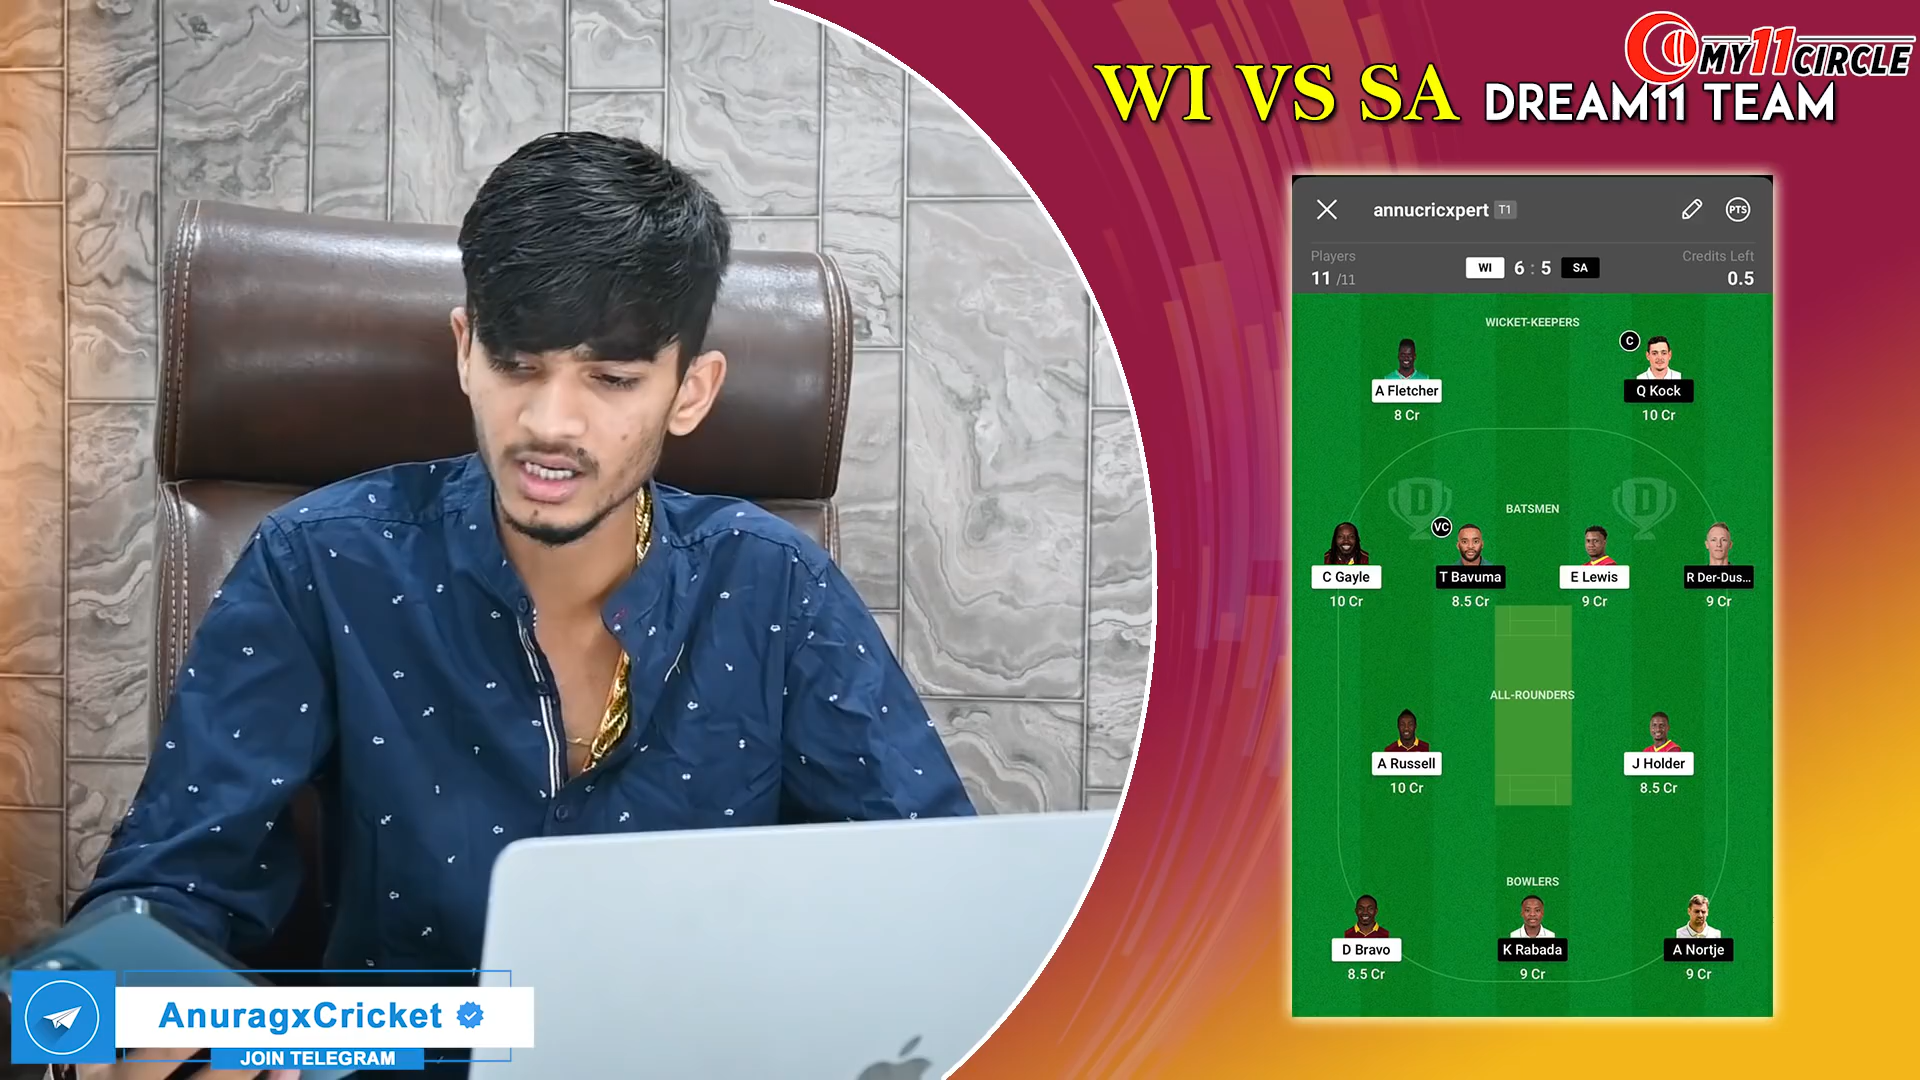 MY11CIRCLE
WI VS SA DREAM11 TEAM
annucricxpert T1
PTS
Players
Credits Left
11 /11
WI 6 : 5 SA
0.5
WICKET-KEEPERS
C
A Fletcher
Q Kock
8 Cr
10 Cr
BATSMEN
VC
C Gayle
T Bavuma
E Lewis
R Der-Dus...
10 Cr
8.5 Cr
9 Cr
9 Cr
ALL-ROUNDERS
A Russell
J Holder
10 Cr
8.5 Cr
BOWLERS
D Bravo
K Rabada
A Nortje
8.5 Cr
9 Cr
9 Cr
AnuragxCricket
JOIN TELEGRAM